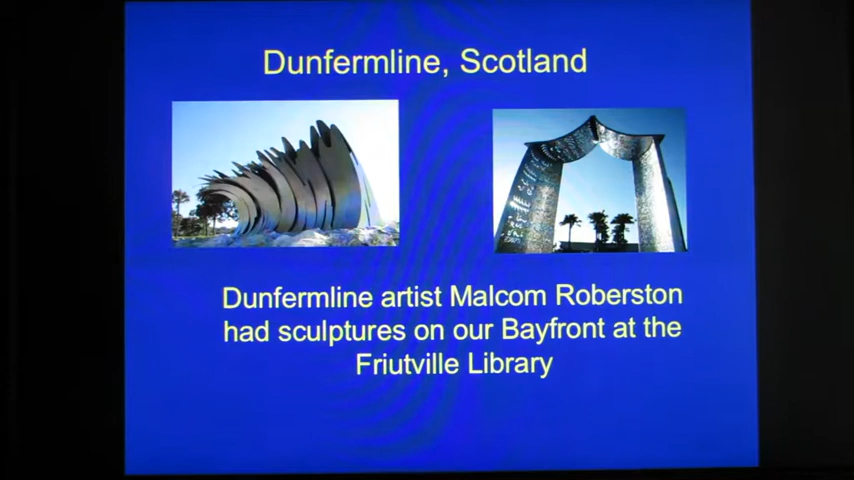 Dunfermline, Scotland
Dunfermline artist Malcom Roberston
had sculptures on our Bayfront at the
Friutville Library